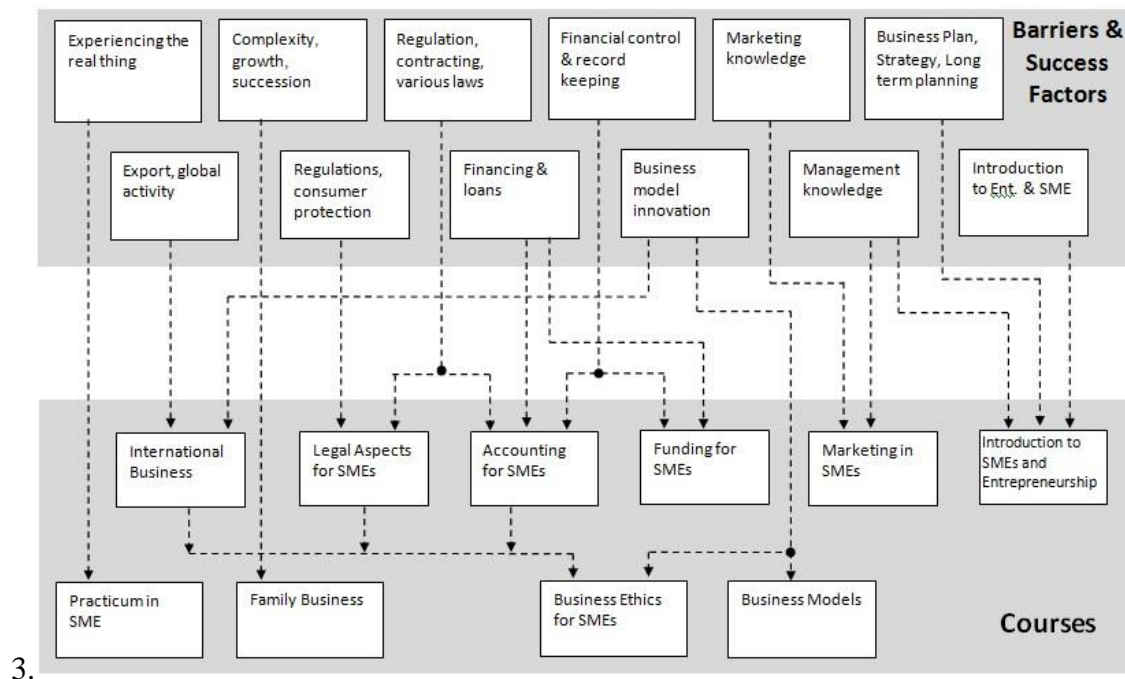 Experiencing the
real thing
Complexity,
growth,
succession
Regulation,
contracting,
various laws
Financial control
& record
keeping
Marketing
knowledge
Business Plan,
Strategy, Long
term planning
Barriers &
Success
Factors
Export, global
activity
Regulations,
consumer
protection
Financing &
loans
Business
model
innovation
Management
knowledge
Introduction
to Ent. & SME
International
Business
Legal Aspects
for SMEs
Accounting
for SMEs
Funding for
SMEs
Marketing in
SMEs
Introduction to
SMEs and
Entrepreneurship
Practicum in
SME
Family Business
Business Ethics
for SMEs
Business Models
Courses
3.